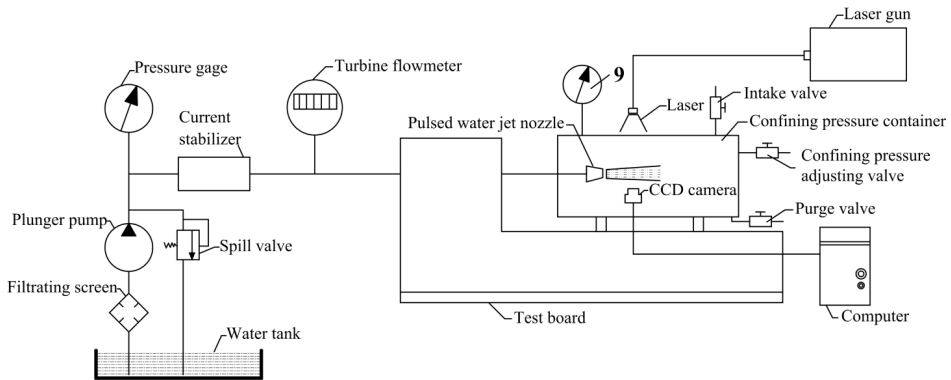 Laser gun
Pressure gage
Turbine flowmeter
9
Intake valve
Laser
Current
stabilizer
Pulsed water jet nozzle
Confining pressure container
Confining pressure
adjusting valve
CCD camera
Plunger pump
Purge valve
Spill valve
Filtrating screen
Test board
Computer
Water tank